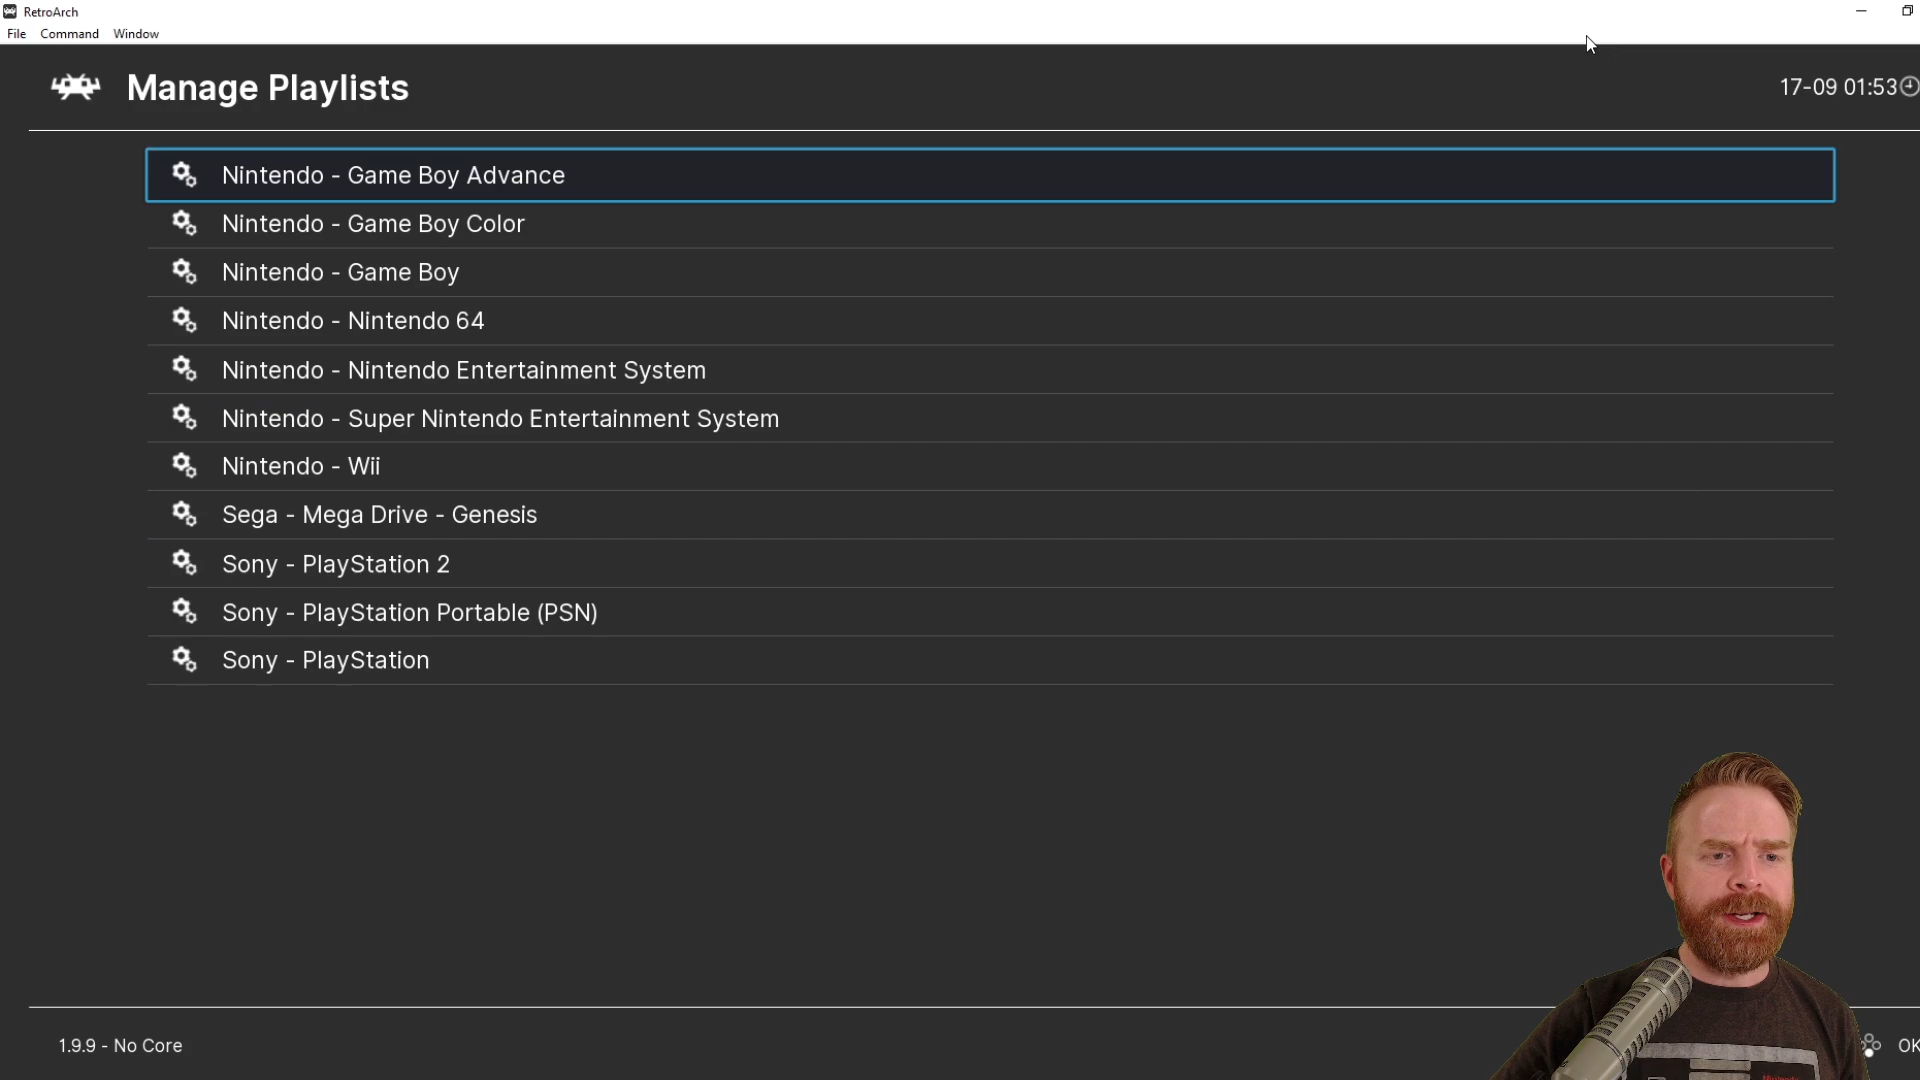 RetroArch
File Command Window
Manage Playlists
17-09 01:53
Nintendo - Game Boy Advance
Nintendo - Game Boy Color
Nintendo - Game Boy
Nintendo - Nintendo 64
Nintendo - Nintendo Entertainment System
Nintendo - Super Nintendo Entertainment System
Nintendo - Wii
Sega - Mega Drive - Genesis
Sony - PlayStation 2
Sony - PlayStation Portable (PSN)
Sony - PlayStation
1.9.9 - No Core
OK